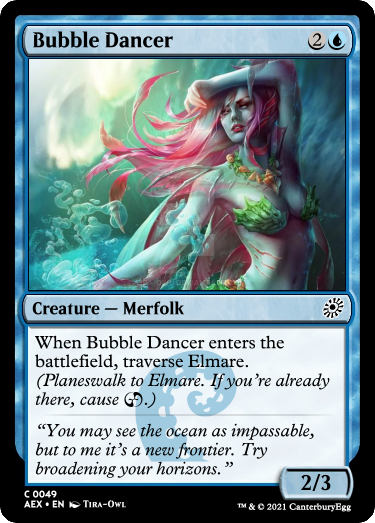 Bubble Dancer 2
Creature — Merfolk
When Bubble Dancer enters the
battlefield, traverse Elmare.
(Planeswalk to Elmare. If you're already
there, cause .)
"You may see the ocean as impassable,
but to me it's a new frontier. Try
broadening your horizons."
2/3
C 0049
AEX • EN Tira-Owl
™ & © 2021 CanterburyEgg